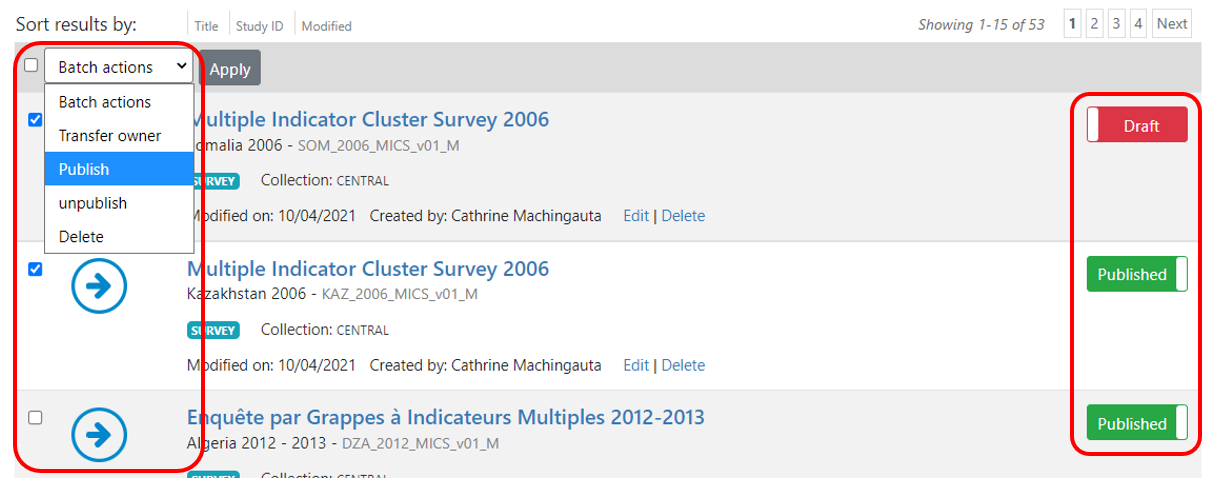 Sort results by: Title Study ID Modified Showing 1-15 of 53 1 2 3 4 Next
Batch actions Apply
Batch actions
Transfer owner
Publish
unpublish
Delete
Multiple Indicator Cluster Survey 2006
omalia 2006 - SOM_2006_MICS_v01_M
SURVEY Collection: CENTRAL
Modified on: 10/04/2021 Created by: Cathrine Machingauta Edit | Delete
Draft
Multiple Indicator Cluster Survey 2006
Kazakhstan 2006 - KAZ_2006_MICS_v01_M
SURVEY Collection: CENTRAL
Modified on: 10/04/2021 Created by: Cathrine Machingauta Edit | Delete
Published
Enquête par Grappes à Indicateurs Multiples 2012-2013
Algeria 2012 - 2013 - DZA_2012_MICS_v01_M
Published
SURVEY Collection: CENTRAL